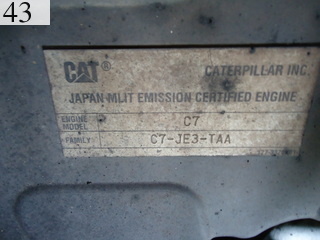 43
CAT® CATERPILLAR INC.
JAPAN MLIT EMISSION CERTIFIED ENGINE
ENGINE MODEL C7
FAMILY C7-JE3-TAA